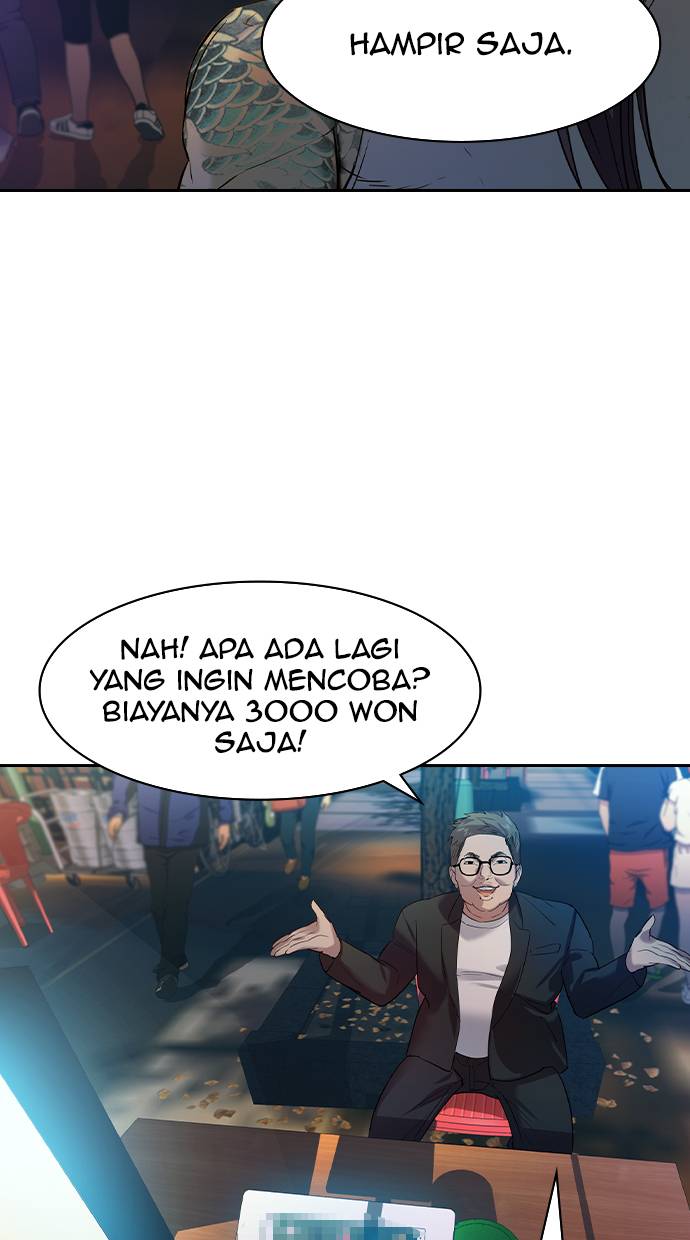 HAMPIR SAJA.
NAH! APA ADA LAGI
YANG INGIN MENCOBA?
BIAYANYA 3000 WON
SAJA!